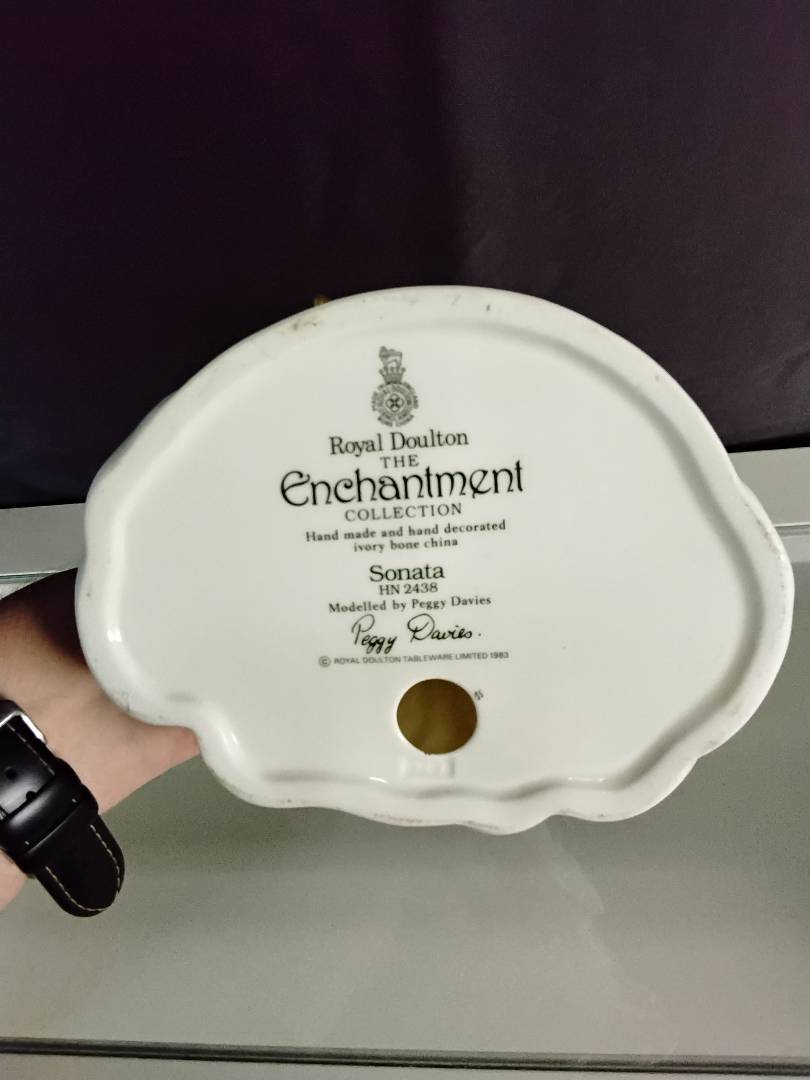 Royal Doulton
THE
Enchantment
COLLECTION
Hand made and hand decorated
ivory bone china
Sonata
HN 2438
Modelled by Peggy Davies
Peggy Davies.
© ROYAL DOULTON TABLEWARE LIMITED 1983